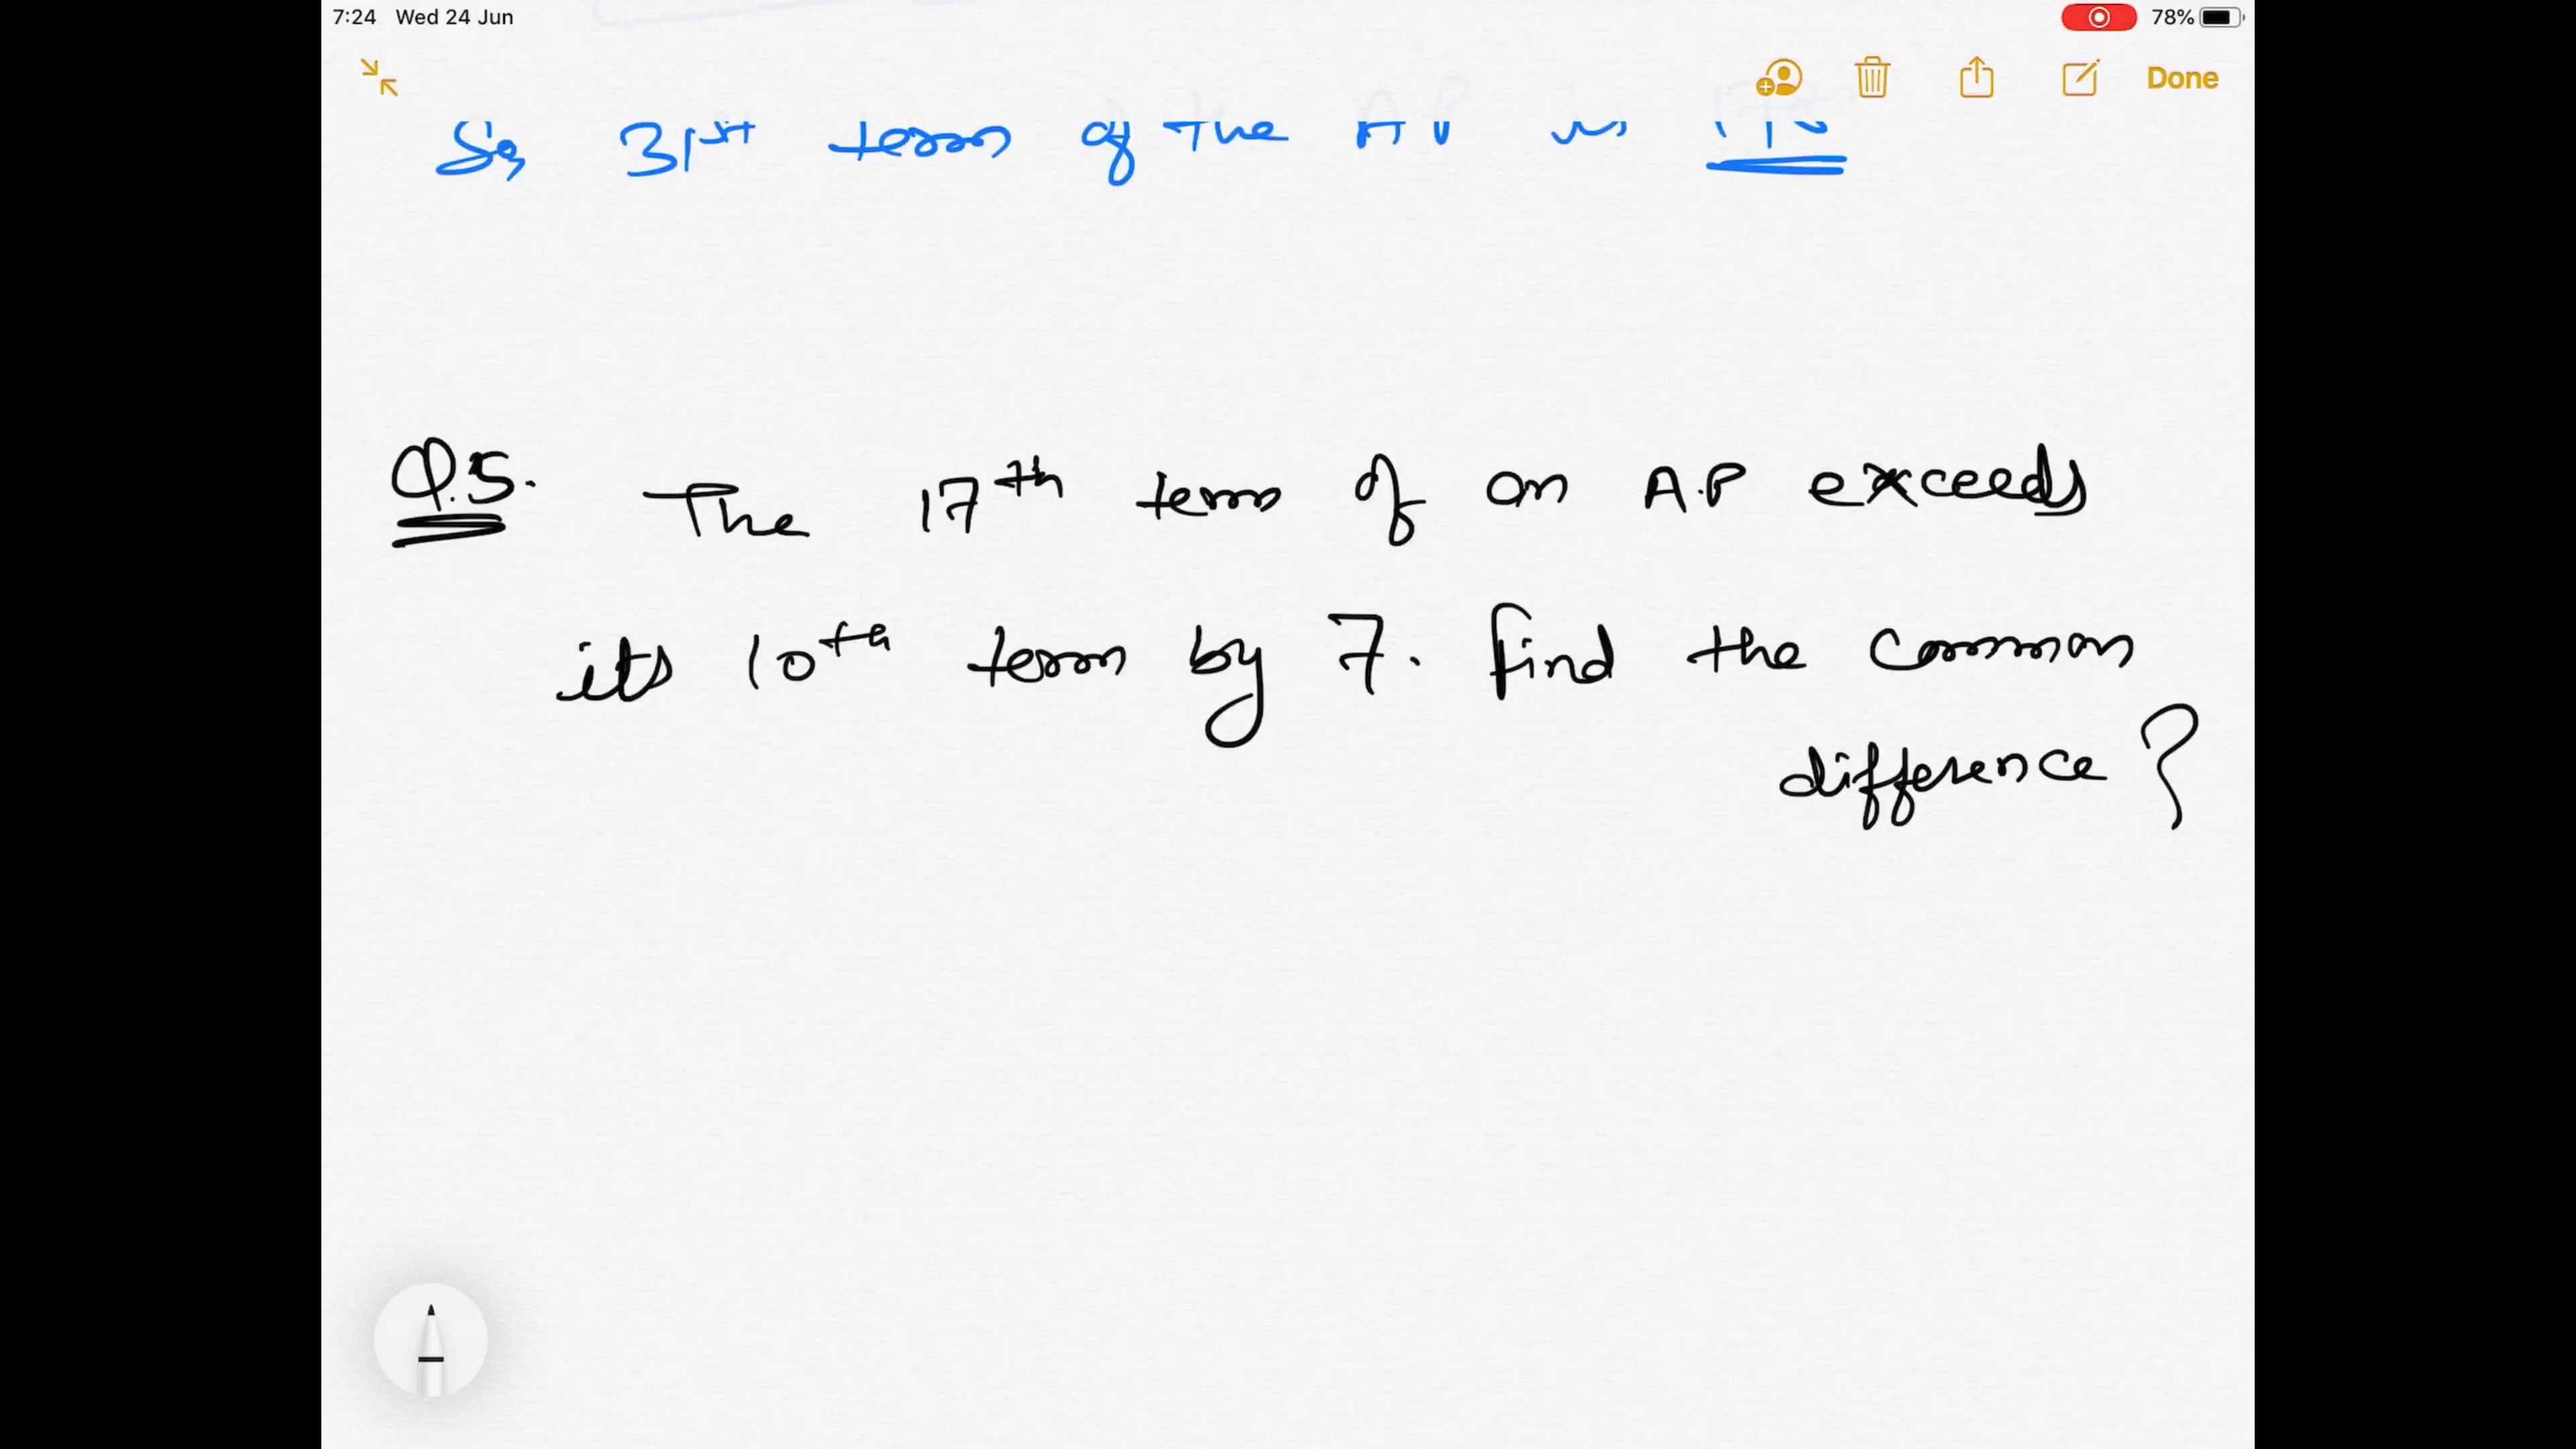 7:24 Wed 24 Jun
78%
Done
So, 31st term of the AP is
Q.5. The 17th term of an A.P exceeds
its 10th term by 7. find the common
difference?